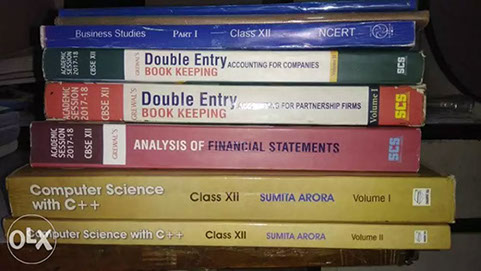 Business Studies PART I Class XII NCERT
ACADEMIC SESSION 2017-18 CBSE XII GREWAL'S Double Entry BOOK KEEPING ACCOUNTING FOR COMPANIES SCS
ACADEMIC SESSION 2017-18 CBSE XII GREWAL'S Double Entry BOOK KEEPING ACCOUNTING FOR PARTNERSHIP FIRMS Volume I SCS
ACADEMIC SESSION 2017-18 CBSE XII GREWAL'S ANALYSIS OF FINANCIAL STATEMENTS SCS
Computer Science with C++ Class XII SUMITA ARORA Volume I
Computer Science with C++ Class XII SUMITA ARORA Volume II
OLX